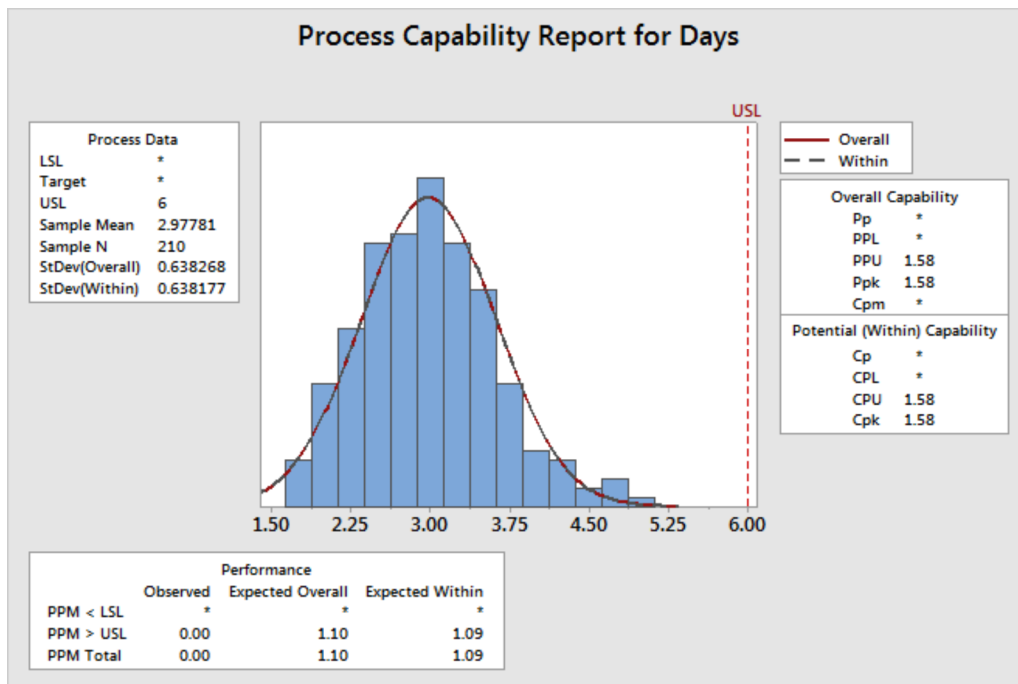 Process Capability Report for Days
USL
Process Data
LSL *
Target *
USL 6
Sample Mean 2.97781
Sample N 210
StDev(Overall) 0.638268
StDev(Within) 0.638177
Overall
Within
Overall Capability
Pp *
PPL *
PPU 1.58
Ppk 1.58
Cpm *
Potential (Within) Capability
Cp *
CPL *
CPU 1.58
Cpk 1.58
1.50 2.25 3.00 3.75 4.50 5.25 6.00
Performance
Observed Expected Overall Expected Within
PPM < LSL * * *
PPM > USL 0.00 1.10 1.09
PPM Total 0.00 1.10 1.09